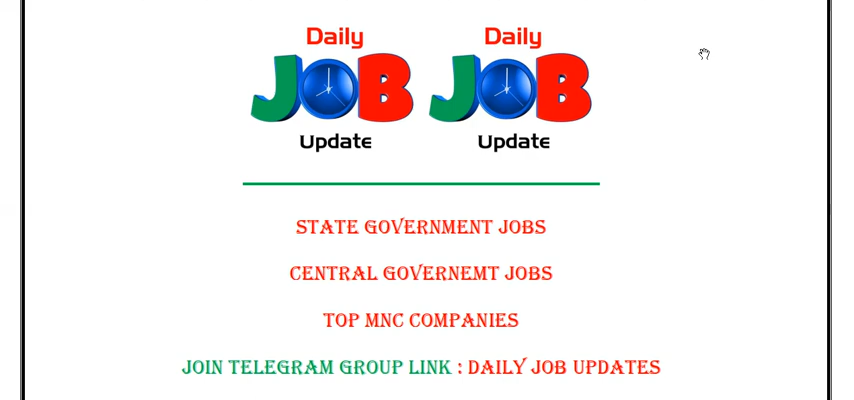 Daily Daily
JOB JOB
Update Update
STATE GOVERNMENT JOBS
CENTRAL GOVERNEMT JOBS
TOP MNC COMPANIES
JOIN TELEGRAM GROUP LINK : DAILY JOB UPDATES